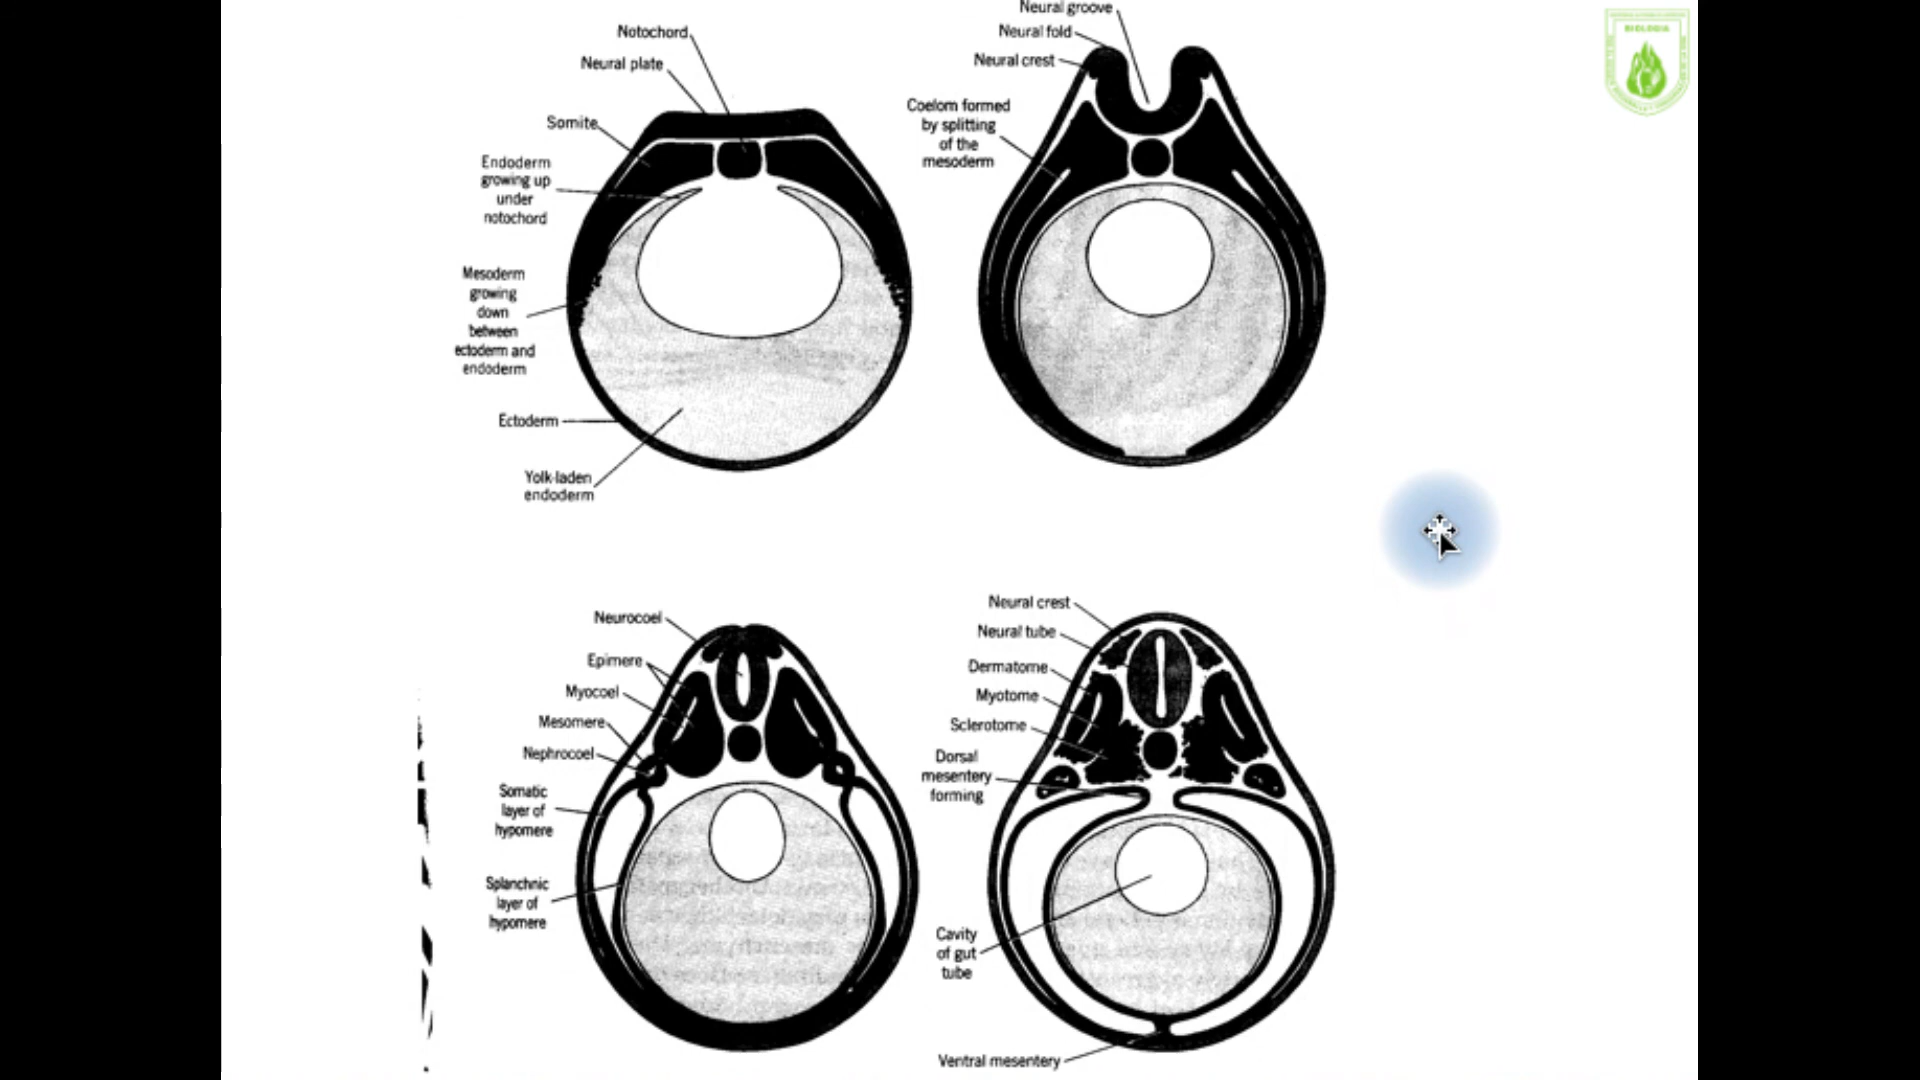 Notochord
Neural plate
Somite
Endoderm
growing up
under
notochord
Mesoderm
growing
down
between
ectoderm and
endoderm
Ectoderm
Yolk-laden
endoderm
Neural groove
Neural fold
Neural crest
Coelom formed
by splitting
of the
mesoderm
BIOLOGIA
Neurocoel
Epimere
Myocoel
Mesomere
Nephrocoel
Somatic
layer of
hypomere
Splanchnic
layer of
hypomere
Neural crest
Neural tube
Dermatome
Myotome
Sclerotome
Dorsal
mesentery
forming
Cavity
of gut
tube
Ventral mesentery